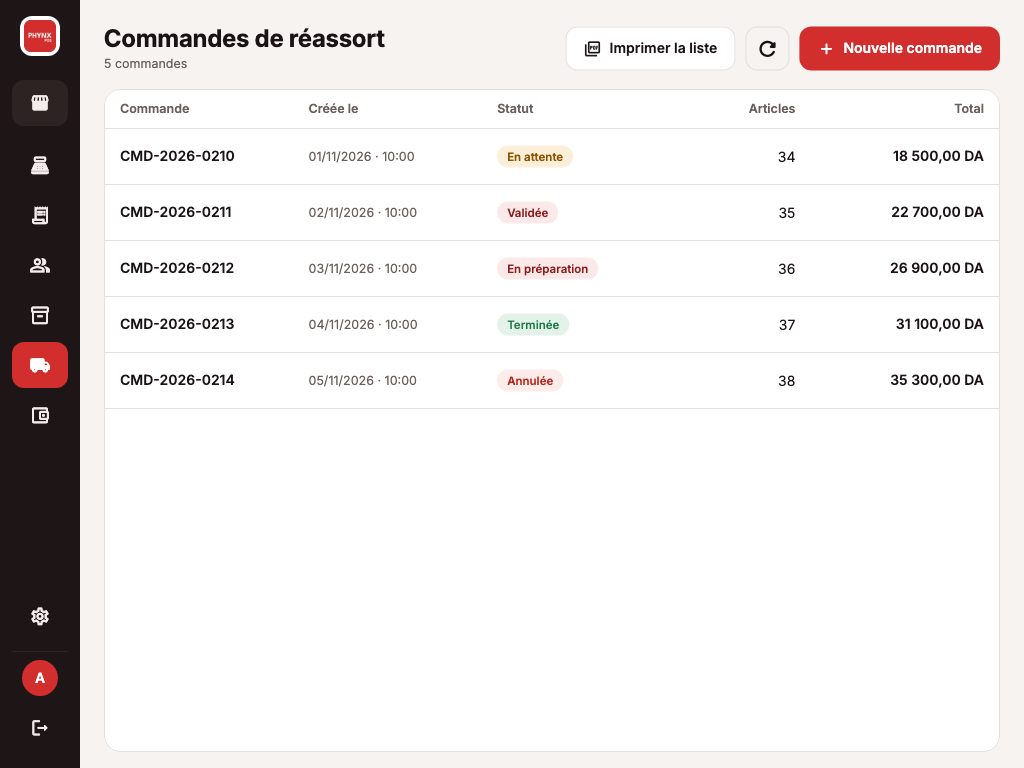 PHYNX
Commandes de réassort
5 commandes
Imprimer la liste
Nouvelle commande
Commande Créée le Statut Articles Total
CMD-2026-0210 01/11/2026 · 10:00 En attente 34 18 500,00 DA
CMD-2026-0211 02/11/2026 · 10:00 Validée 35 22 700,00 DA
CMD-2026-0212 03/11/2026 · 10:00 En préparation 36 26 900,00 DA
CMD-2026-0213 04/11/2026 · 10:00 Terminée 37 31 100,00 DA
CMD-2026-0214 05/11/2026 · 10:00 Annulée 38 35 300,00 DA
A